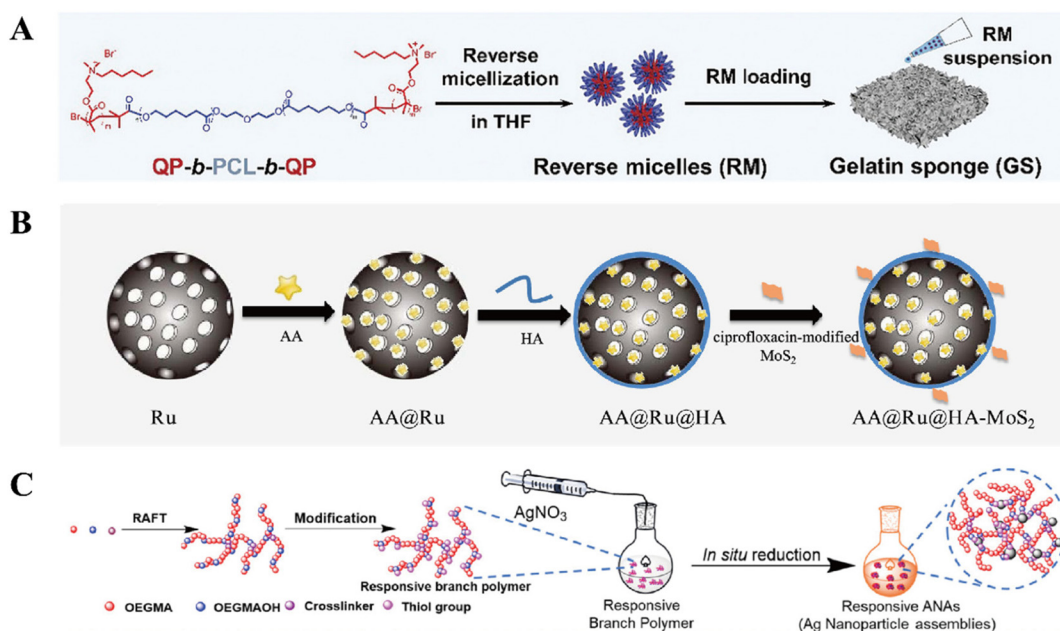 A
Br⁻
N⁺
Br
n
m
Br⁻
N⁺
Br
QP-b-PCL-b-QP
Reverse
micellization
in THF
Reverse micelles (RM)
RM loading
RM
suspension
Gelatin sponge (GS)
B
AA
HA
ciprofloxacin-modified
MoS₂
Ru
AA@Ru
AA@Ru@HA
AA@Ru@HA-MoS₂
C
RAFT
Modification
Responsive branch polymer
OEGMA
OEGMAOH
Crosslinker
Thiol group
AgNO₃
Responsive
Branch Polymer
In situ reduction
Responsive ANAs
(Ag Nanoparticle assemblies)